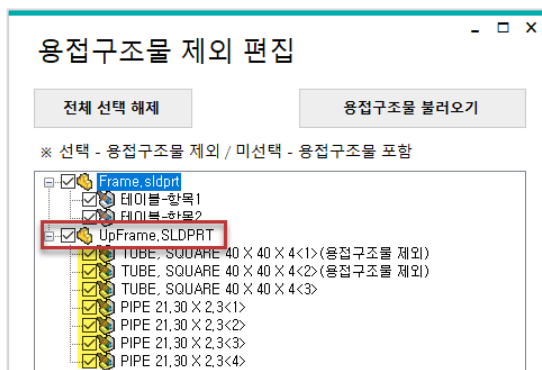 용접구조물 제외 편집
전체 선택 해제
용접구조물 불러오기
※ 선택 - 용접구조물 제외 / 미선택 - 용접구조물 포함
Frame.sldprt
테이블-항목1
테이블-항목2
UpFrame.SLDPRT
TUBE, SQUARE 40 X 40 X 4<1>(용접구조물 제외)
TUBE, SQUARE 40 X 40 X 4<2>(용접구조물 제외)
TUBE, SQUARE 40 X 40 X 4<3>
PIPE 21,30 X 2,3<1>
PIPE 21,30 X 2,3<2>
PIPE 21,30 X 2,3<3>
PIPE 21,30 X 2,3<4>